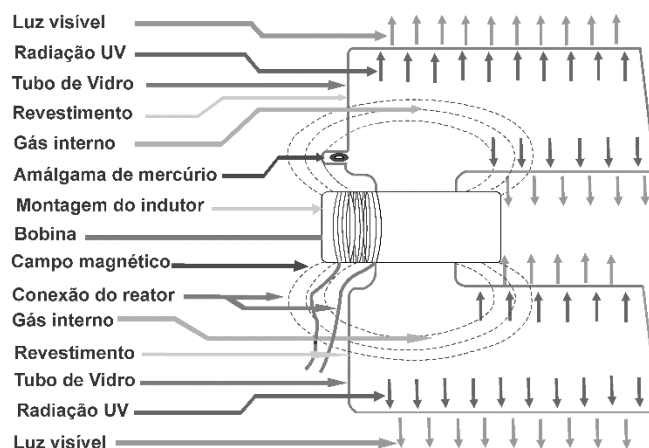 Luz visível
Radiação UV
Tubo de Vidro
Revestimento
Gás interno
Amálgama de mercúrio
Montagem do indutor
Bobina
Campo magnético
Conexão do reator
Gás interno
Revestimento
Tubo de Vidro
Radiação UV
Luz visível